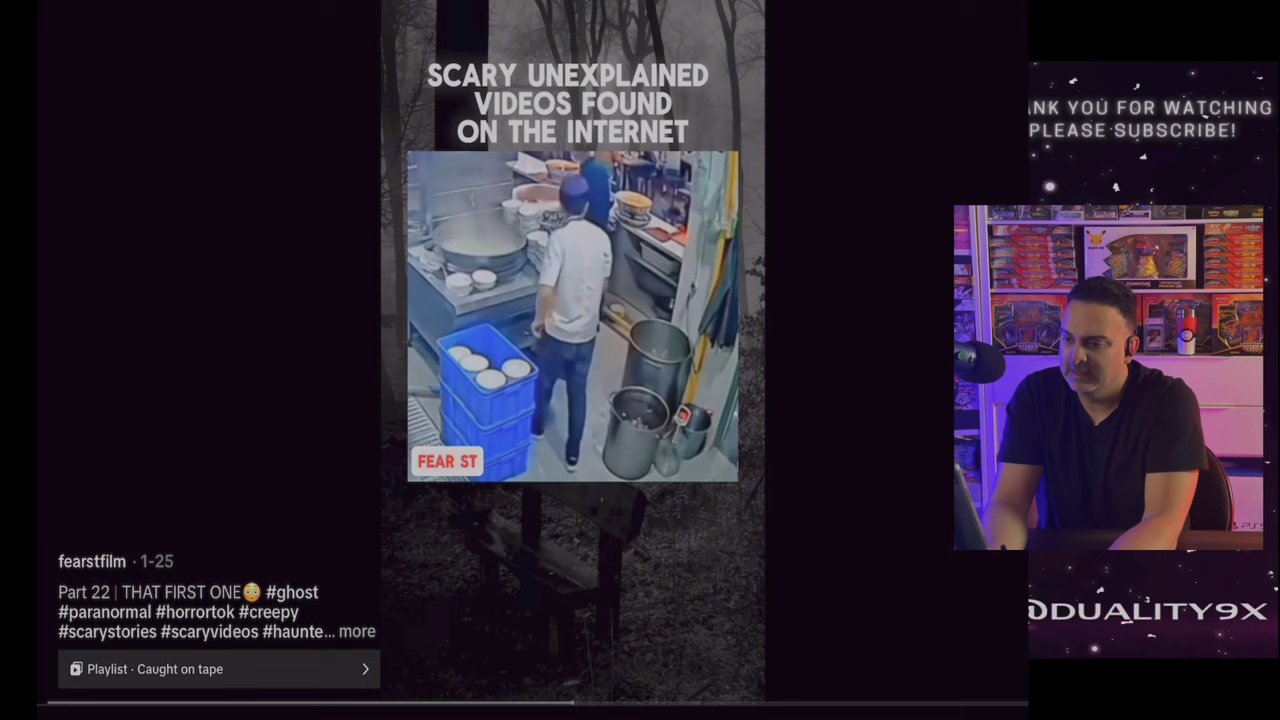 SCARY UNEXPLAINED
VIDEOS FOUND
ON THE INTERNET
FEAR ST
fearstfilm · 1-25
Part 22 | THAT FIRST ONE😳 #ghost
#paranormal #horrortok #creepy
#scarystories #scaryvideos #haunte... more
Playlist · Caught on tape
ANK YOU FOR WATCHING
PLEASE SUBSCRIBE!
@DUALITY9X